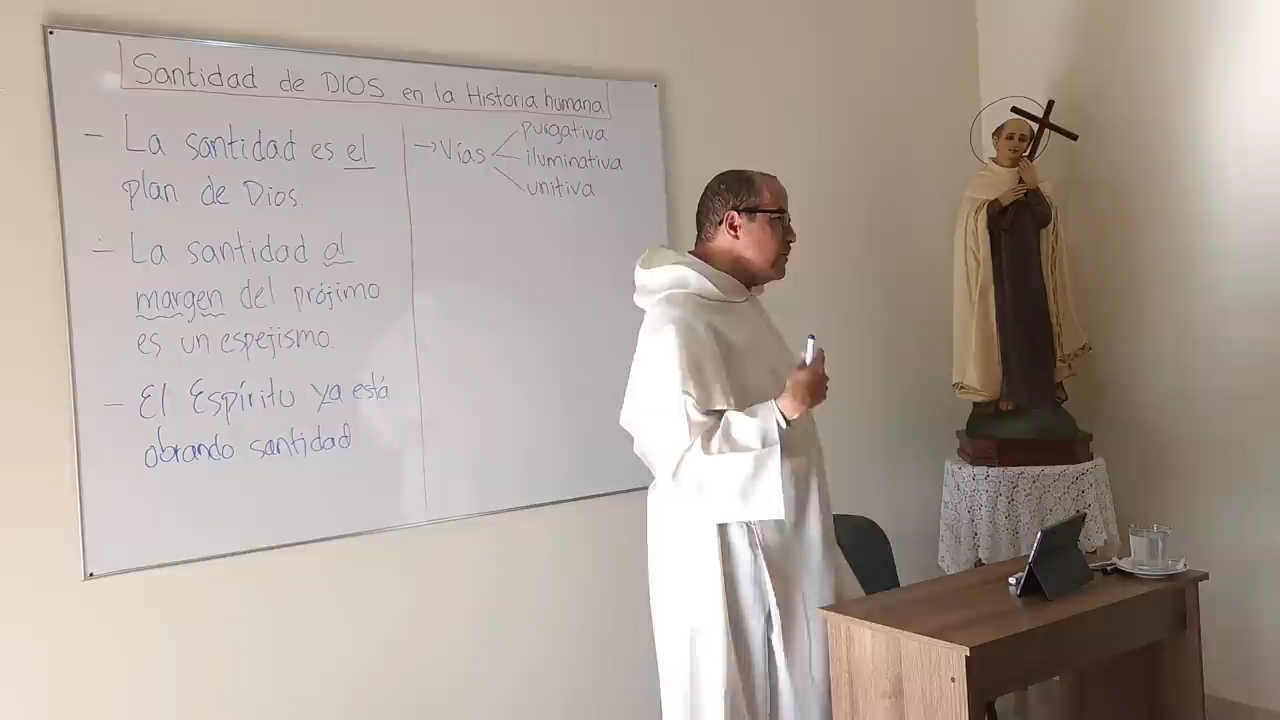 Santidad de DIOS en la Historia humana
- La santidad es el
plan de Dios.
- La santidad al
margen del prójimo
es un espejismo.
- El Espíritu ya está
obrando santidad
→ Vías
purgativa
iluminativa
unitiva